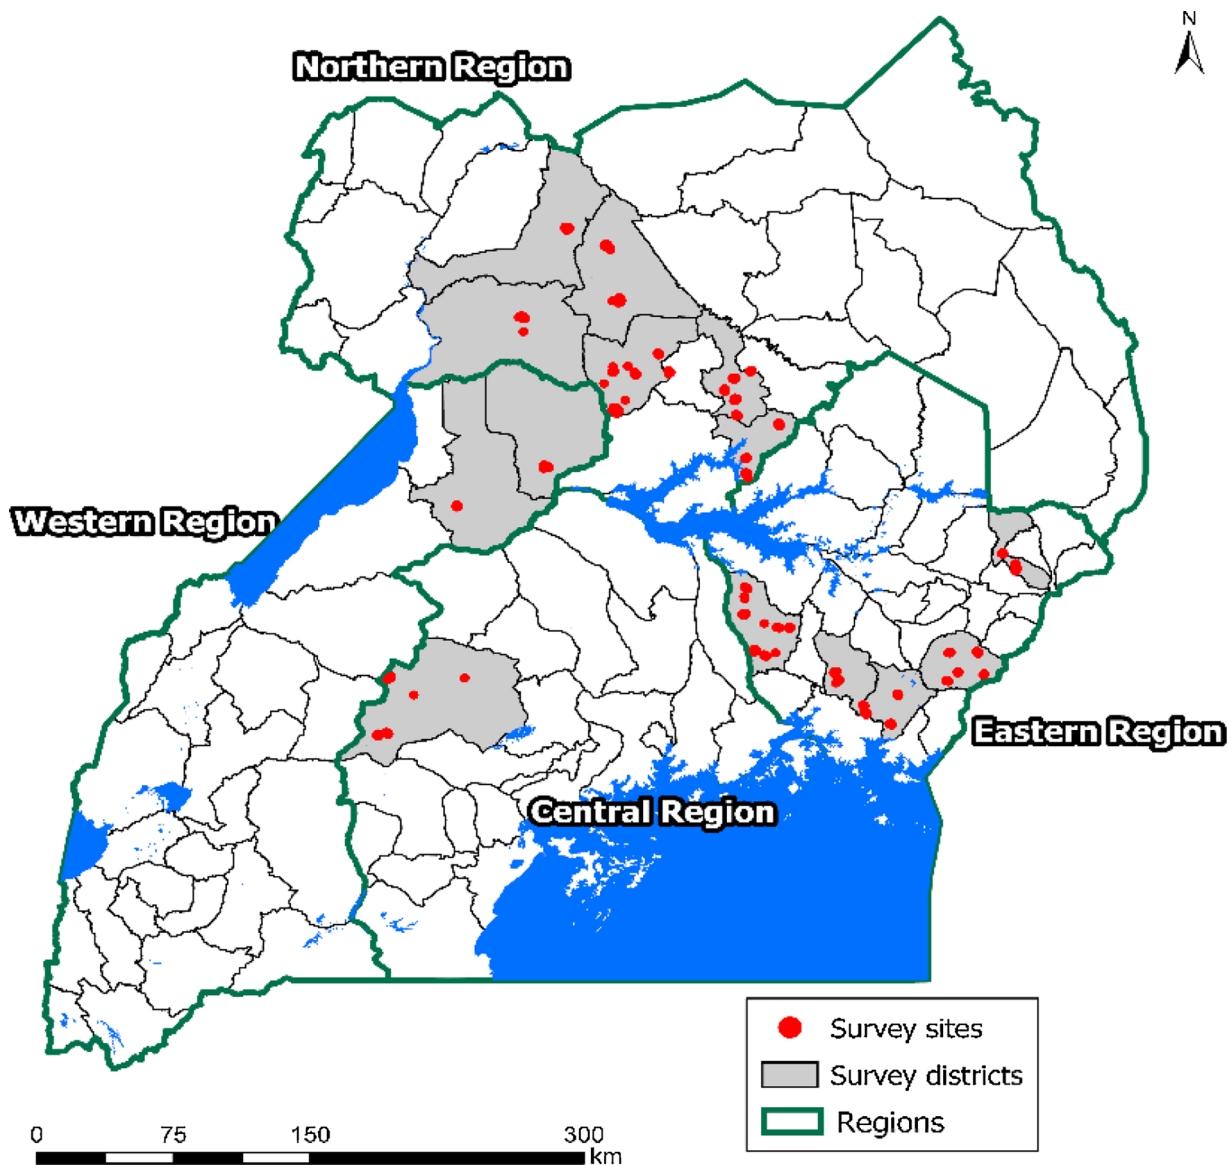 N
Northern Region
Western Region
Eastern Region
Central Region
Survey sites
Survey districts
Regions
0 75 150 300
km